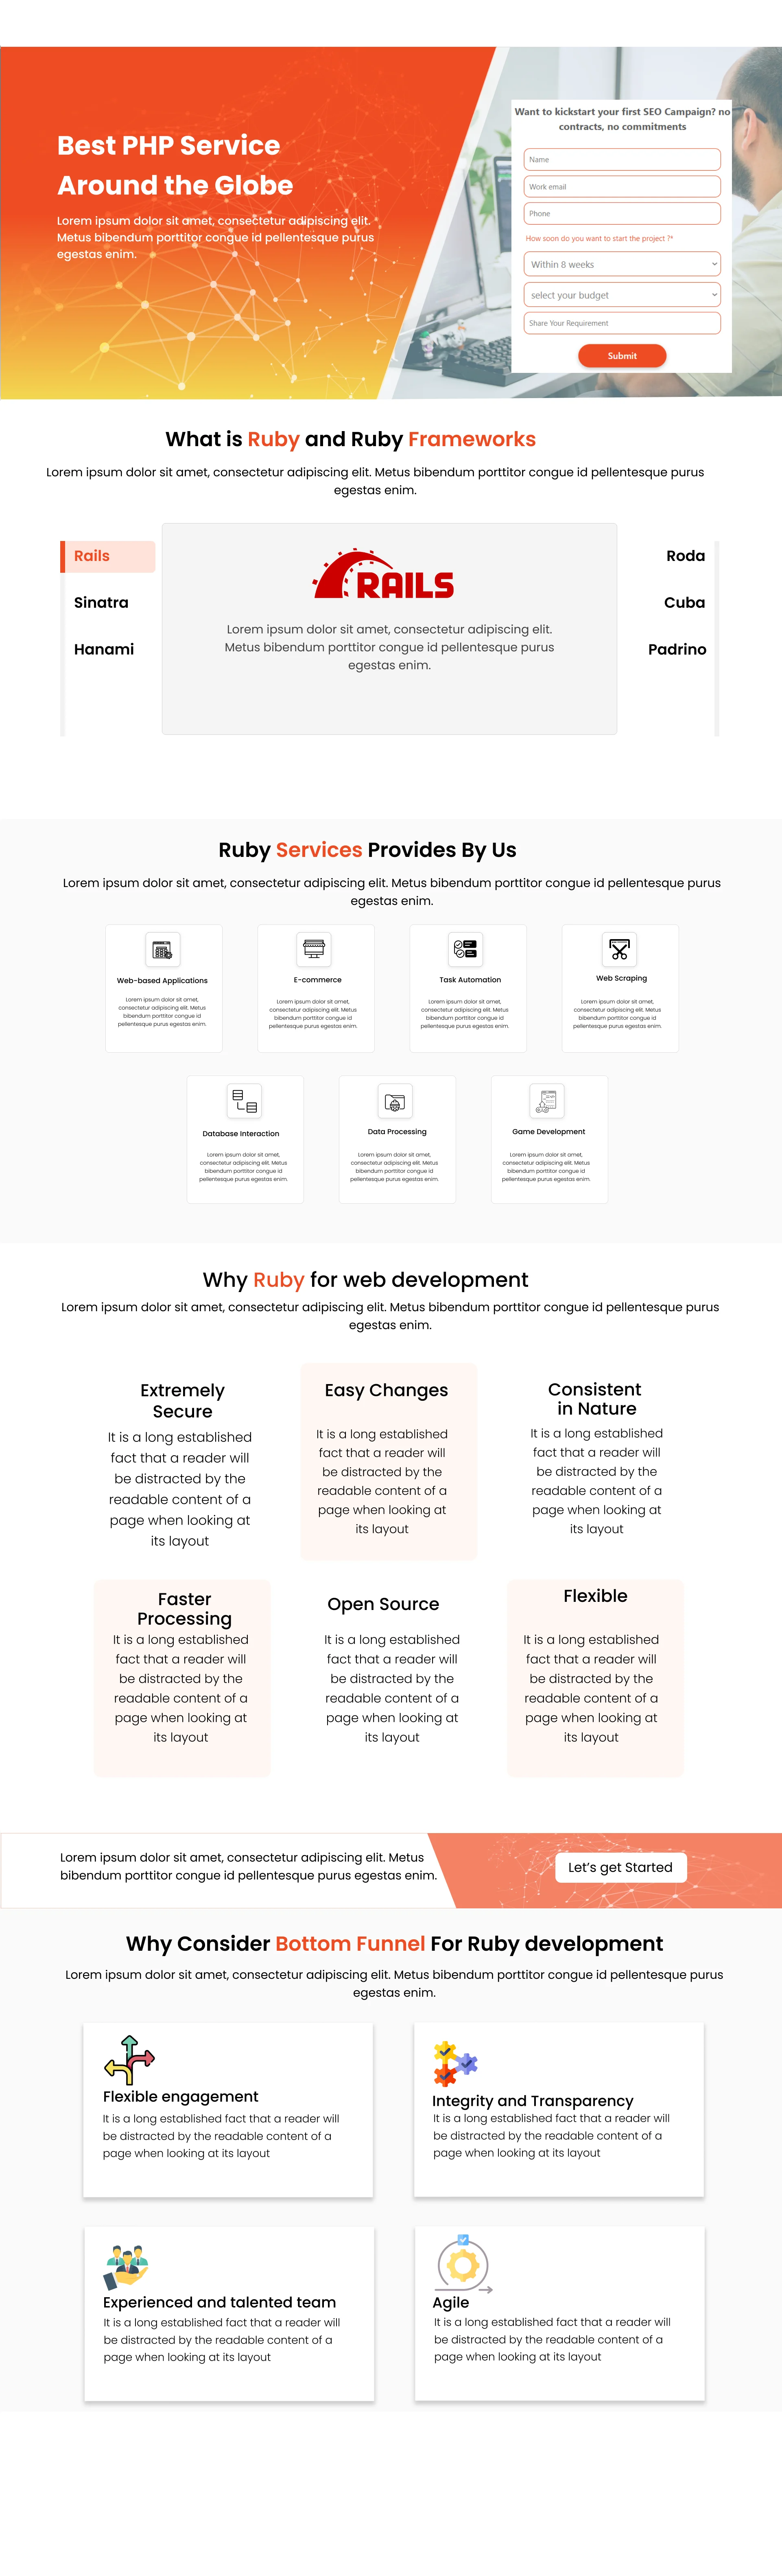 Best PHP Service
Around the Globe
Lorem ipsum dolor sit amet, consectetur adipiscing elit.
Metus bibendum porttitor congue id pellentesque purus
egestas enim.
Want to kickstart your first SEO Campaign? no
contracts, no commitments
Name
Work email
Phone
How soon do you want to start the project ?*
Within 8 weeks
select your budget
Share Your Requirement
Submit
What is Ruby and Ruby Frameworks
Lorem ipsum dolor sit amet, consectetur adipiscing elit. Metus bibendum porttitor congue id pellentesque purus
egestas enim.
Rails
Sinatra
Hanami
RAILS
Lorem ipsum dolor sit amet, consectetur adipiscing elit.
Metus bibendum porttitor congue id pellentesque purus
egestas enim.
Roda
Cuba
Padrino
Ruby Services Provides By Us
Lorem ipsum dolor sit amet, consectetur adipiscing elit. Metus bibendum porttitor congue id pellentesque purus
egestas enim.
Web-based Applications
Lorem ipsum dolor sit amet,
consectetur adipiscing elit. Metus
bibendum porttitor congue id
pellentesque purus egestas enim.
E-commerce
Lorem ipsum dolor sit amet,
consectetur adipiscing elit. Metus
bibendum porttitor congue id
pellentesque purus egestas enim.
Task Automation
Lorem ipsum dolor sit amet,
consectetur adipiscing elit. Metus
bibendum porttitor congue id
pellentesque purus egestas enim.
Web Scraping
Lorem ipsum dolor sit amet,
consectetur adipiscing elit. Metus
bibendum porttitor congue id
pellentesque purus egestas enim.
Database Interaction
Lorem ipsum dolor sit amet,
consectetur adipiscing elit. Metus
bibendum porttitor congue id
pellentesque purus egestas enim.
Data Processing
Lorem ipsum dolor sit amet,
consectetur adipiscing elit. Metus
bibendum porttitor congue id
pellentesque purus egestas enim.
Game Development
Lorem ipsum dolor sit amet,
consectetur adipiscing elit. Metus
bibendum porttitor congue id
pellentesque purus egestas enim.
Why Ruby for web development
Lorem ipsum dolor sit amet, consectetur adipiscing elit. Metus bibendum porttitor congue id pellentesque purus
egestas enim.
Extremely
Secure
It is a long established
fact that a reader will
be distracted by the
readable content of a
page when looking at
its layout
Easy Changes
It is a long established
fact that a reader will
be distracted by the
readable content of a
page when looking at
its layout
Consistent
in Nature
It is a long established
fact that a reader will
be distracted by the
readable content of a
page when looking at
its layout
Faster
Processing
It is a long established
fact that a reader will
be distracted by the
readable content of a
page when looking at
its layout
Open Source
It is a long established
fact that a reader will
be distracted by the
readable content of a
page when looking at
its layout
Flexible
It is a long established
fact that a reader will
be distracted by the
readable content of a
page when looking at
its layout
Lorem ipsum dolor sit amet, consectetur adipiscing elit. Metus
bibendum porttitor congue id pellentesque purus egestas enim.
Let’s get Started
Why Consider Bottom Funnel For Ruby development
Lorem ipsum dolor sit amet, consectetur adipiscing elit. Metus bibendum porttitor congue id pellentesque purus
egestas enim.
Flexible engagement
It is a long established fact that a reader will
be distracted by the readable content of a
page when looking at its layout
Integrity and Transparency
It is a long established fact that a reader will
be distracted by the readable content of a
page when looking at its layout
Experienced and talented team
It is a long established fact that a reader will
be distracted by the readable content of a
page when looking at its layout
Agile
It is a long established fact that a reader will
be distracted by the readable content of a
page when looking at its layout